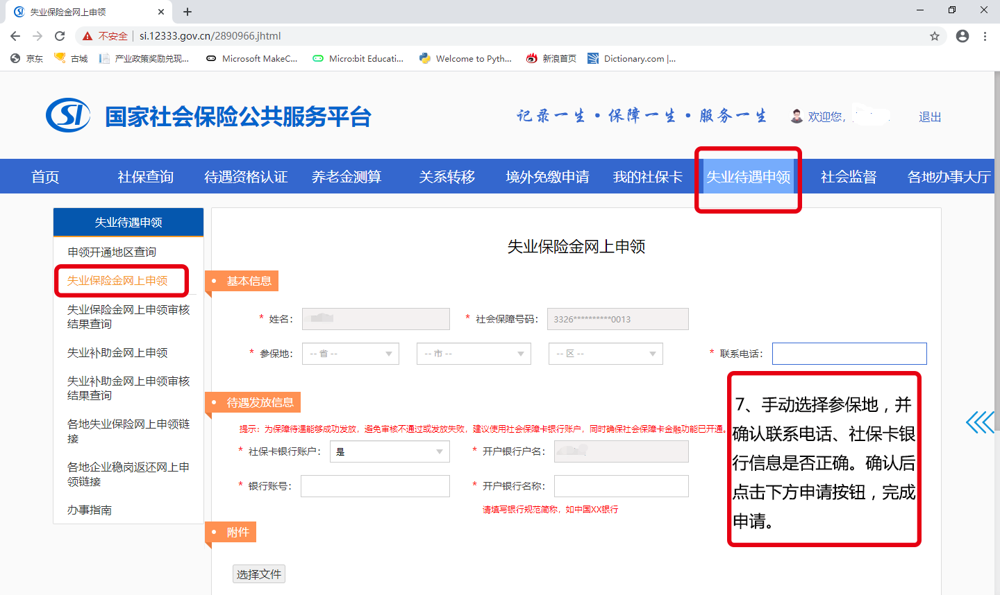 失业保险金网上申领
不安全 si.12333.gov.cn/2890966.jhtml
京东 古城 产业政策奖励兑现... Microsoft MakeC... Micro:bit Educati... Welcome to Pyth... 新浪首页 Dictionary.com |...
SI 国家社会保险公共服务平台 记录一生·保障一生·服务一生 欢迎您, 退出
首页 社保查询 待遇资格认证 养老金测算 关系转移 境外免缴申请 我的社保卡 失业待遇申领 社会监督 各地办事大厅
失业待遇申领
申领开通地区查询
失业保险金网上申领
失业保险金网上申领审核
结果查询
失业补助金网上申领
失业补助金网上申领审核
结果查询
各地失业保险网上申领链
接
各地企业稳岗返还网上申
领链接
办事指南
失业保险金网上申领
基本信息
* 姓名： * 社会保障号码： 3326**********0013
* 参保地： -- 省 -- -- 市 -- -- 区 -- * 联系电话：
待遇发放信息
提示：为保障待遇能够成功发放，避免审核不通过或发放失败，建议使用社会保障卡银行账户，同时确保社会保障卡金融功能已开通。
* 社保卡银行账户： 是 * 开户银行户名：
* 银行账号： * 开户银行名称：
请填写银行规范简称，如中国XX银行
附件
选择文件
7、手动选择参保地，并
确认联系电话、社保卡银
行信息是否正确。确认后
点击下方申请按钮，完成
申请。